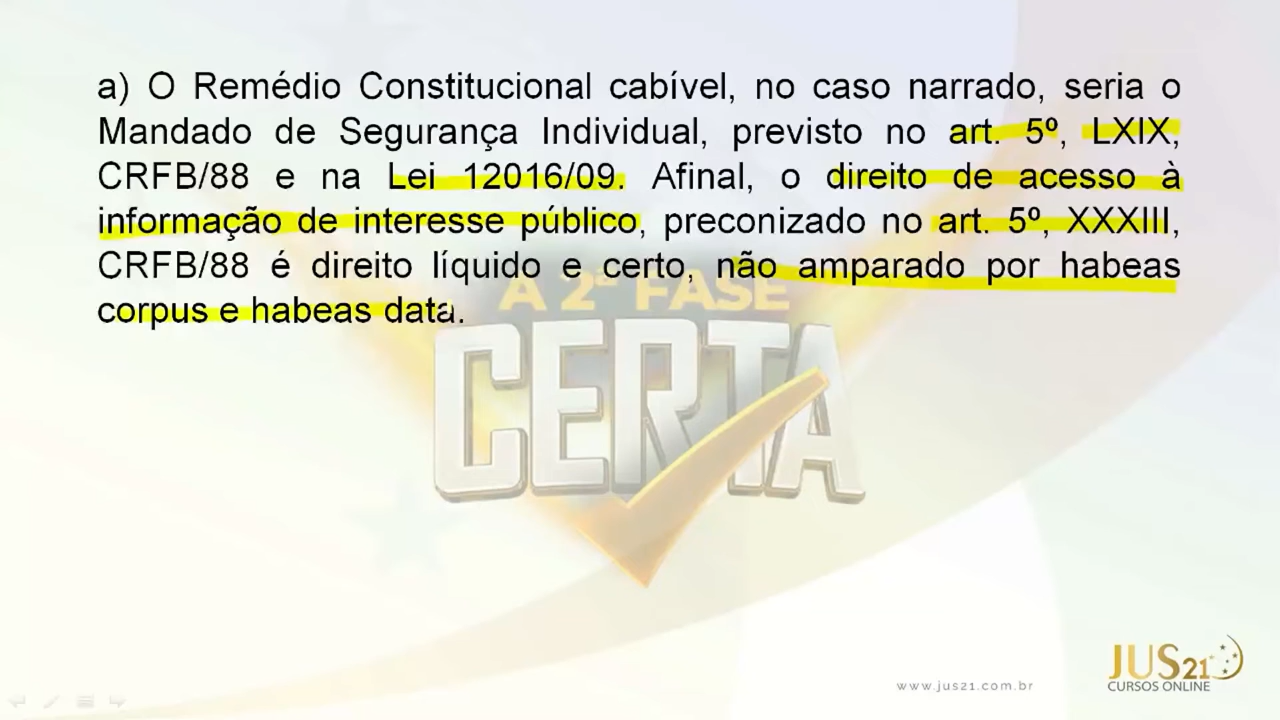 a) O Remédio Constitucional cabível, no caso narrado, seria o
Mandado de Segurança Individual, previsto no art. 5º, LXIX,
CRFB/88 e na Lei 12016/09. Afinal, o direito de acesso à
informação de interesse público, preconizado no art. 5º, XXXIII,
CRFB/88 é direito líquido e certo, não amparado por habeas
corpus e habeas data.
A 2ª FASE
CERTA
JUS21
CURSOS ONLINE
www.jus21.com.br